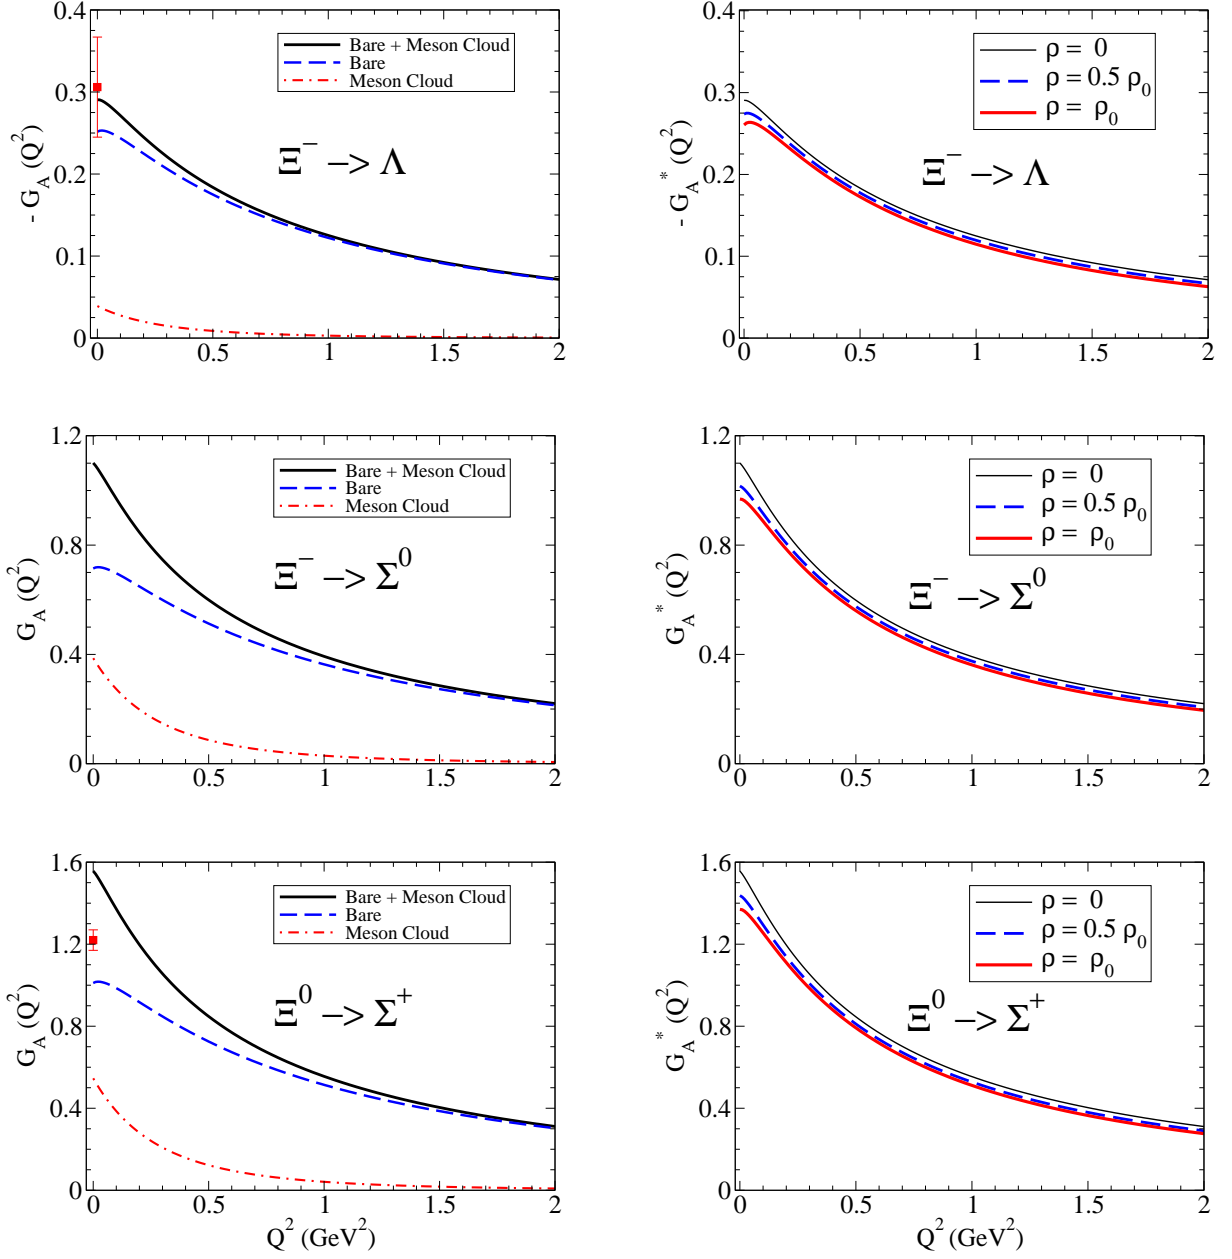 0.4
0.3
0.2
0.1
0
- G_A (Q^2)
Bare + Meson Cloud
Bare
Meson Cloud
Ξ^- –> Λ
0 0.5 1 1.5 2
0.4
0.3
0.2
0.1
0
- G_A^* (Q^2)
ρ = 0
ρ = 0.5 ρ_0
ρ = ρ_0
Ξ^- –> Λ
0 0.5 1 1.5 2
1.2
0.8
0.4
0
G_A (Q^2)
Bare + Meson Cloud
Bare
Meson Cloud
Ξ^- –> Σ^0
0 0.5 1 1.5 2
1.2
0.8
0.4
0
G_A^* (Q^2)
ρ = 0
ρ = 0.5 ρ_0
ρ = ρ_0
Ξ^- –> Σ^0
0 0.5 1 1.5 2
1.6
1.2
0.8
0.4
0
G_A (Q^2)
Bare + Meson Cloud
Bare
Meson Cloud
Ξ^0 –> Σ^+
0 0.5 1 1.5 2
Q^2 (GeV^2)
1.6
1.2
0.8
0.4
0
G_A^* (Q^2)
ρ = 0
ρ = 0.5 ρ_0
ρ = ρ_0
Ξ^0 –> Σ^+
0 0.5 1 1.5 2
Q^2 (GeV^2)